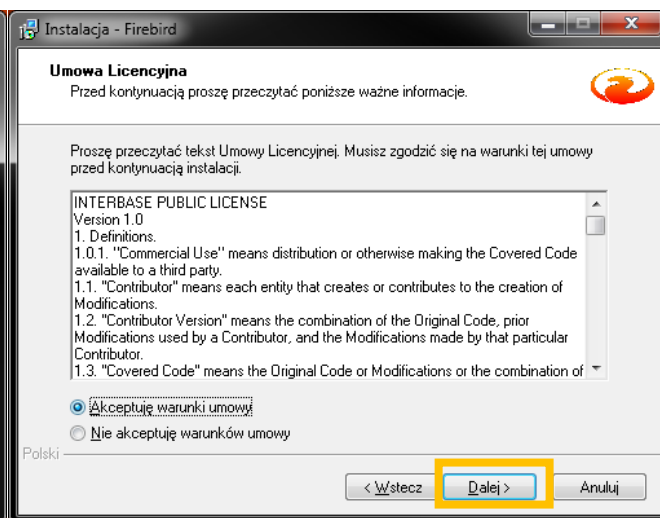 Instalacja - Firebird
Umowa Licencyjna
Przed kontynuacją proszę przeczytać poniższe ważne informacje.
Proszę przeczytać tekst Umowy Licencyjnej. Musisz zgodzić się na warunki tej umowy
przed kontynuacją instalacji.
INTERBASE PUBLIC LICENSE
Version 1.0
1. Definitions.
1.0.1. "Commercial Use" means distribution or otherwise making the Covered Code
available to a third party.
1.1. "Contributor" means each entity that creates or contributes to the creation of
Modifications.
1.2. "Contributor Version" means the combination of the Original Code, prior
Modifications used by a Contributor, and the Modifications made by that particular
Contributor.
1.3. "Covered Code" means the Original Code or Modifications or the combination of
Akceptuję warunki umowy
Nie akceptuję warunków umowy
Polski
< Wstecz Dalej > Anuluj